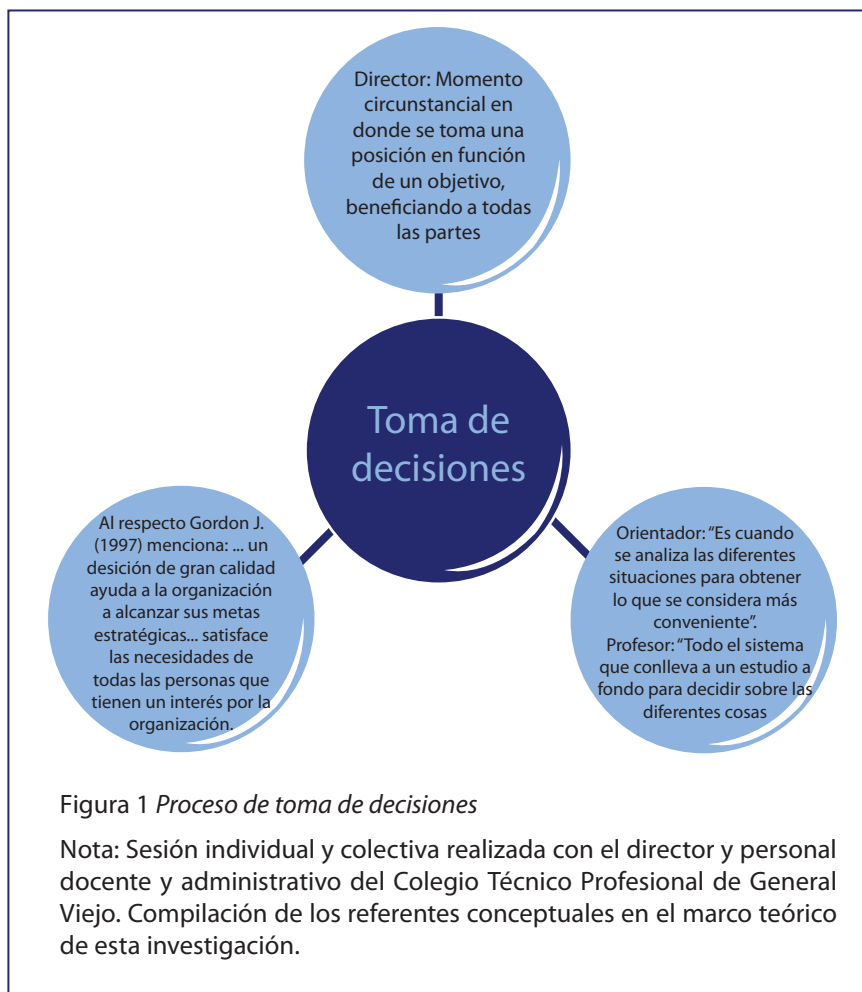 Director: Momento
circunstancial en
donde se toma una
posición en función
de un objetivo,
beneficiando a todas
las partes
Toma de
decisiones
Al respecto Gordon J.
(1997) menciona: ... un
desición de gran calidad
ayuda a la organización
a alcanzar sus metas
estratégicas... satisface
las necesidades de
todas las personas que
tienen un interés por la
organización.
Orientador: “Es cuando
se analiza las diferentes
situaciones para obtener
lo que se considera más
conveniente”.
Profesor: “Todo el sistema
que conlleva a un estudio a
fondo para decidir sobre las
diferentes cosas
Figura 1 Proceso de toma de decisiones
Nota: Sesión individual y colectiva realizada con el director y personal
docente y administrativo del Colegio Técnico Profesional de General
Viejo. Compilación de los referentes conceptuales en el marco teórico
de esta investigación.